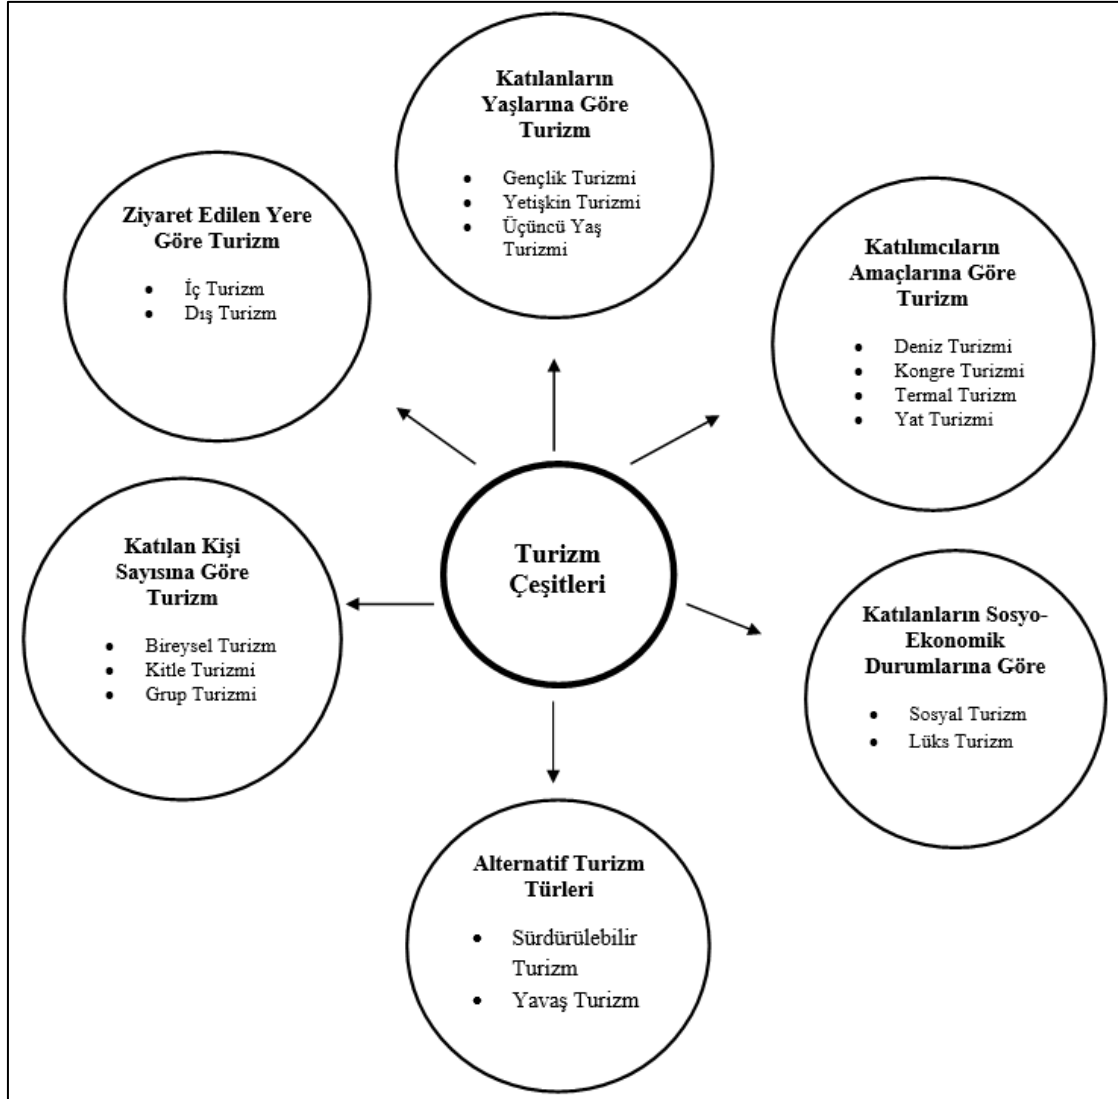 Katılanların
Yaşlarına Göre
Turizm
• Gençlik Turizmi
• Yetişkin Turizmi
• Üçüncü Yaş
Turizmi
Ziyaret Edilen Yere
Göre Turizm
• İç Turizm
• Dış Turizm
Katılımcıların
Amaçlarına Göre
Turizm
• Deniz Turizmi
• Kongre Turizmi
• Termal Turizm
• Yat Turizmi
Turizm
Çeşitleri
Katılan Kişi
Sayısına Göre
Turizm
• Bireysel Turizm
• Kitle Turizmi
• Grup Turizmi
Katılanların Sosyo-
Ekonomik
Durumlarına Göre
• Sosyal Turizm
• Lüks Turizm
Alternatif Turizm
Türleri
• Sürdürülebilir
Turizm
• Yavaş Turizm